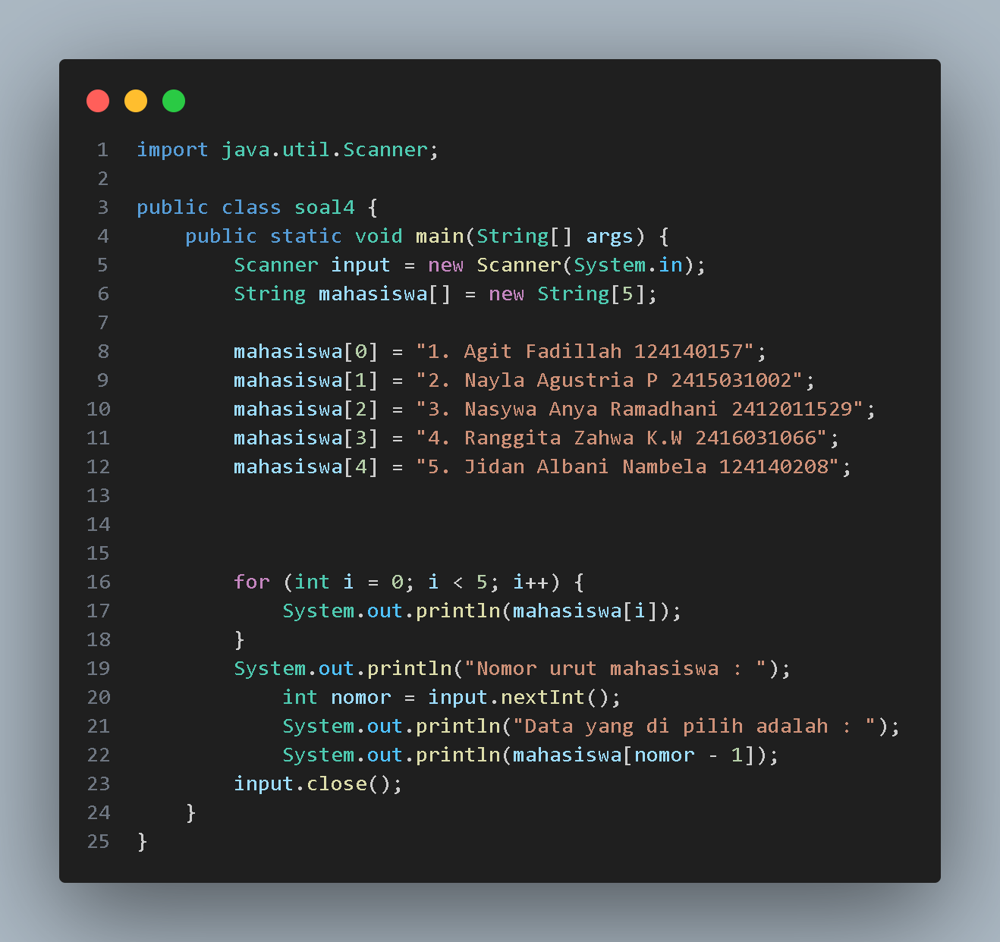 1 import java.util.Scanner;
2
3 public class soal4 {
4     public static void main(String[] args) {
5         Scanner input = new Scanner(System.in);
6         String mahasiswa[] = new String[5];
7
8         mahasiswa[0] = "1. Agit Fadillah 124140157";
9         mahasiswa[1] = "2. Nayla Agustria P 2415031002";
10         mahasiswa[2] = "3. Nasywa Anya Ramadhani 2412011529";
11         mahasiswa[3] = "4. Ranggita Zahwa K.W 2416031066";
12         mahasiswa[4] = "5. Jidan Albani Nambela 124140208";
13
14
15
16         for (int i = 0; i < 5; i++) {
17             System.out.println(mahasiswa[i]);
18         }
19         System.out.println("Nomor urut mahasiswa : ");
20             int nomor = input.nextInt();
21             System.out.println("Data yang di pilih adalah : ");
22             System.out.println(mahasiswa[nomor - 1]);
23         input.close();
24     }
25 }